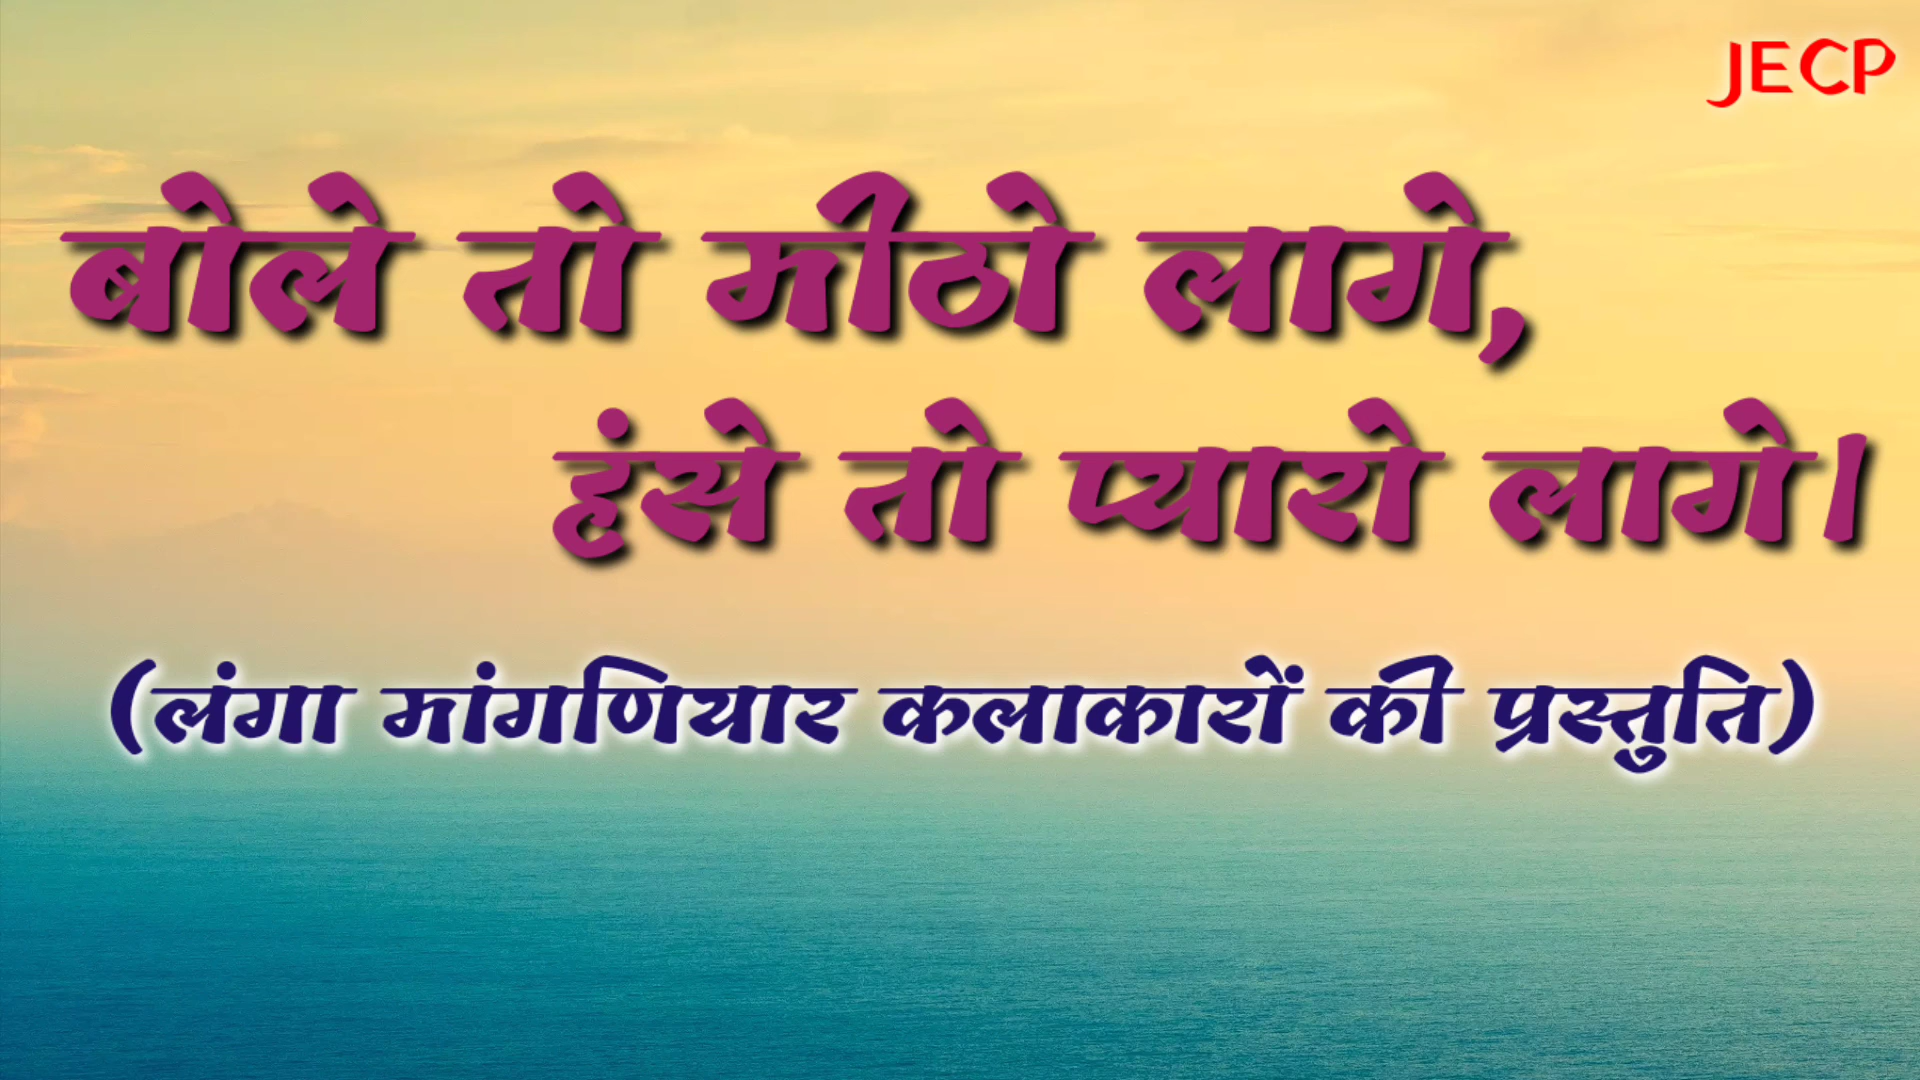 JECP
बोले तो मीठो लागे,
हंसे तो प्यारो लागे।
(लंगा मांगणियार कलाकारों की प्रस्तुति)